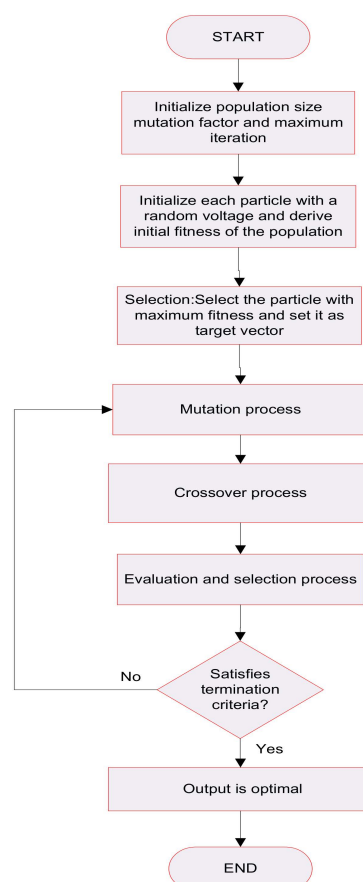 START
Initialize population size
mutation factor and maximum
iteration
Initialize each particle with a
random voltage and derive
initial fitness of the population
Selection:Select the particle with
maximum fitness and set it as
target vector
Mutation process
Crossover process
Evaluation and selection process
Satisfies
termination
criteria?
No
Yes
Output is optimal
END